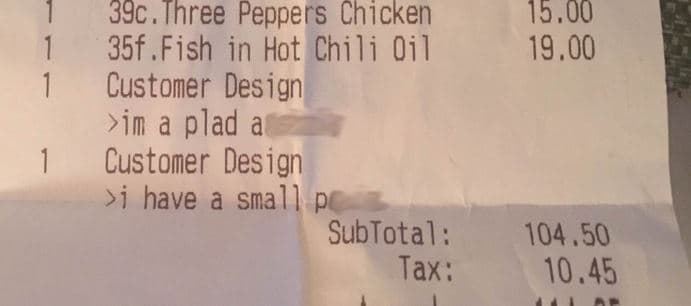 1 39c.Three Peppers Chicken 15.00
1 35f.Fish in Hot Chili Oil 19.00
1 Customer Design
>im a plad
1 Customer Design
>i have a small
SubTotal: 104.50
Tax: 10.45